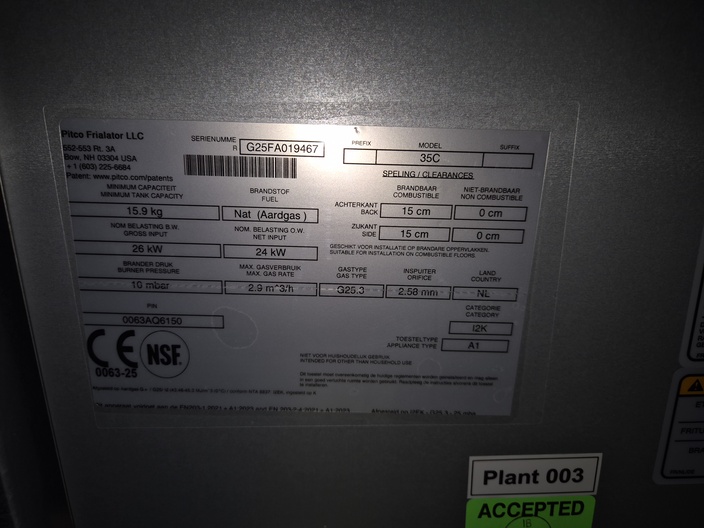 Pitco Frialator LLC
552-553 Rt. 3A
Bow, NH 03304 USA
+ 1 (603) 225-6684
Patent: www.pitco.com/patents
SERIENUMME
R
G25FA019467
PREFIX
MODEL
SUFFIX
35C
SPELING / CLEARANCES
MINIMUM CAPACITEIT
MINIMUM TANK CAPACITY
15.9 kg
BRANDSTOF
FUEL
Nat (Aardgas )
BRANDBAAR
COMBUSTIBLE
NIET-BRANDBAAR
NON COMBUSTIBLE
ACHTERKANT
BACK
15 cm
0 cm
ZIJKANT
SIDE
15 cm
0 cm
NOM BELASTING B.W.
GROSS INPUT
26 kW
NOM. BELASTING O.W.
NET INPUT
24 kW
GESCHIKT VOOR INSTALLATIE OP BRANDARE OPPERVLAKKEN.
SUITABLE FOR INSTALLATION ON COMBUSTIBLE FLOORS.
BRANDER DRUK
BURNER PRESSURE
10 mbar
MAX. GASVERBRUIK
MAX. GAS RATE
2.9 m^3/h
GASTYPE
GAS TYPE
G25.3
INSPUITER
ORIFICE
2.58 mm
LAND
COUNTRY
NL
PIN
0063AQ6150
CATEGORIE
CATEGORY
I2K
TOESTELTYPE
APPLIANCE TYPE
A1
CE
0063-25
NSF.
NIET VOOR HUISHOUDELIJK GEBRUIK
INTENDED FOR OTHER THAN HOUSEHOLD USE
Plant 003
ACCEPTED
16